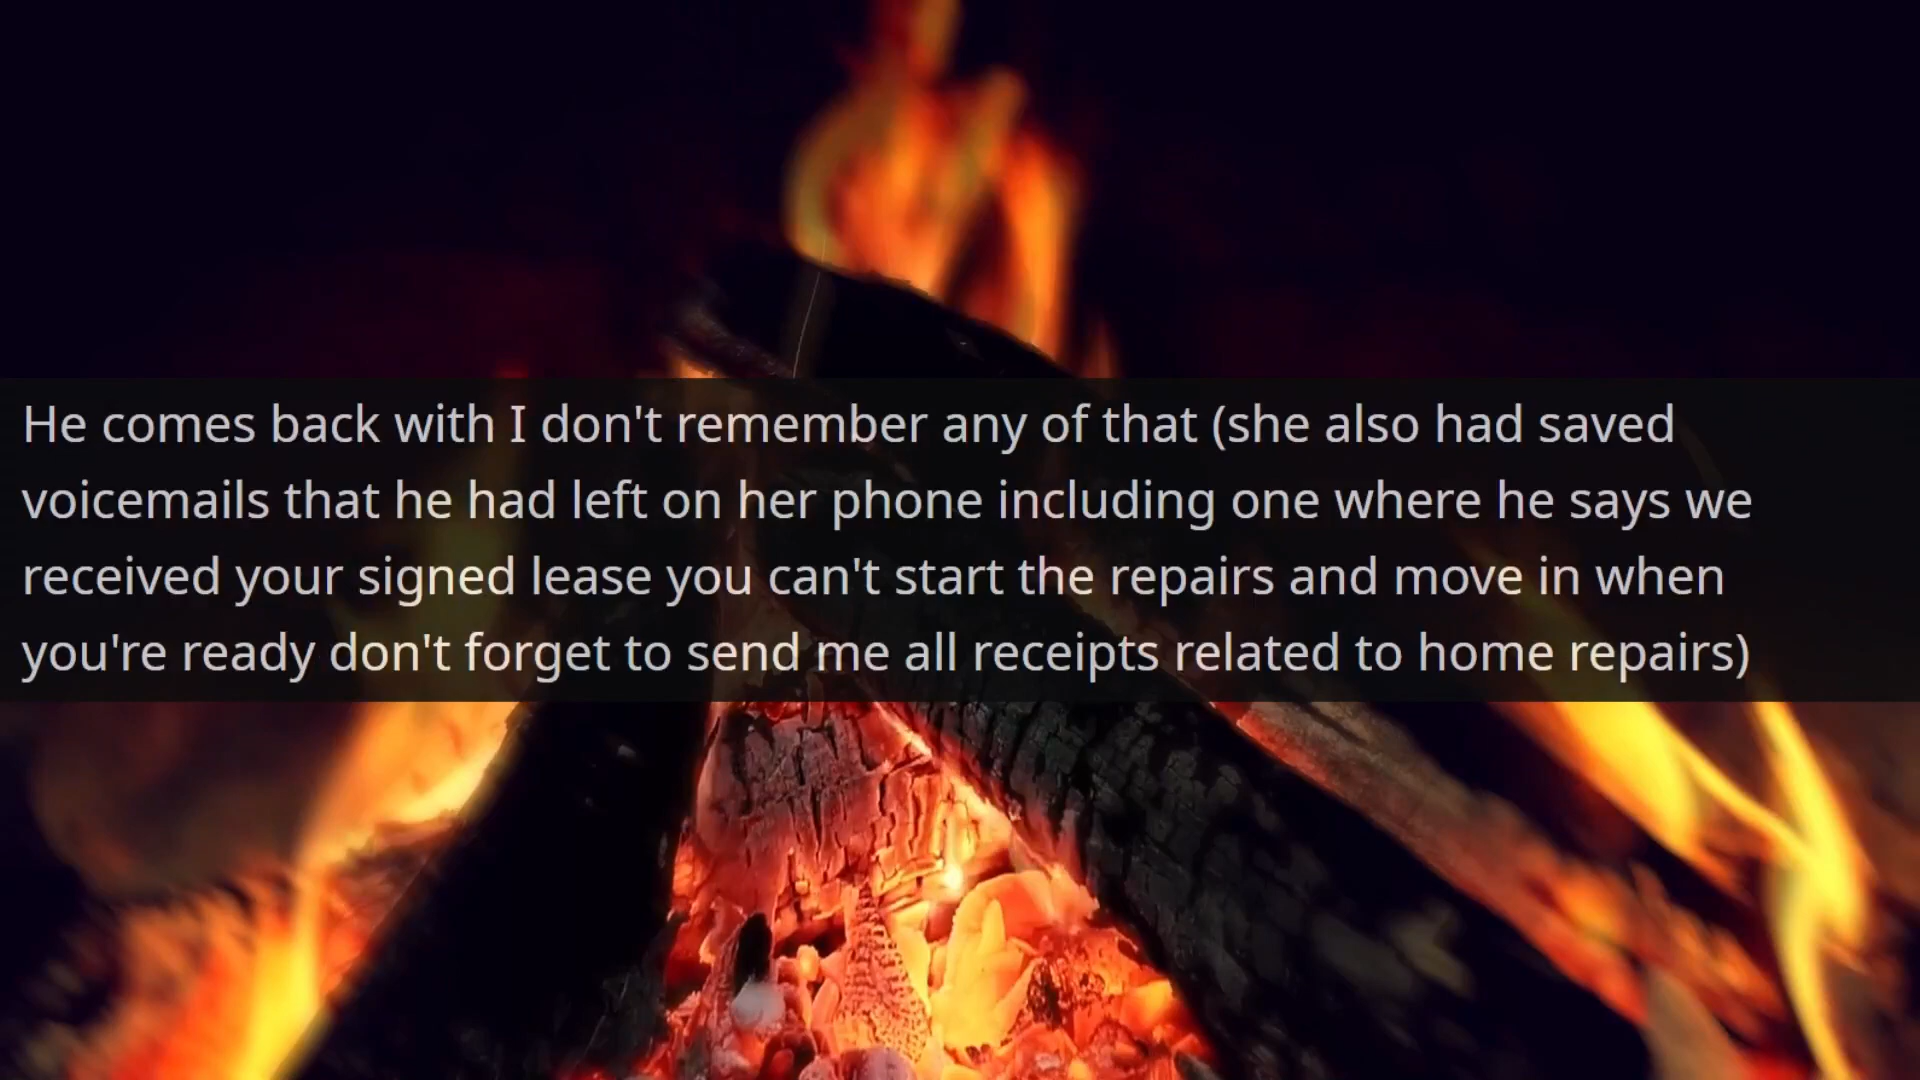 He comes back with I don't remember any of that (she also had saved
voicemails that he had left on her phone including one where he says we
received your signed lease you can't start the repairs and move in when
you're ready don't forget to send me all receipts related to home repairs)